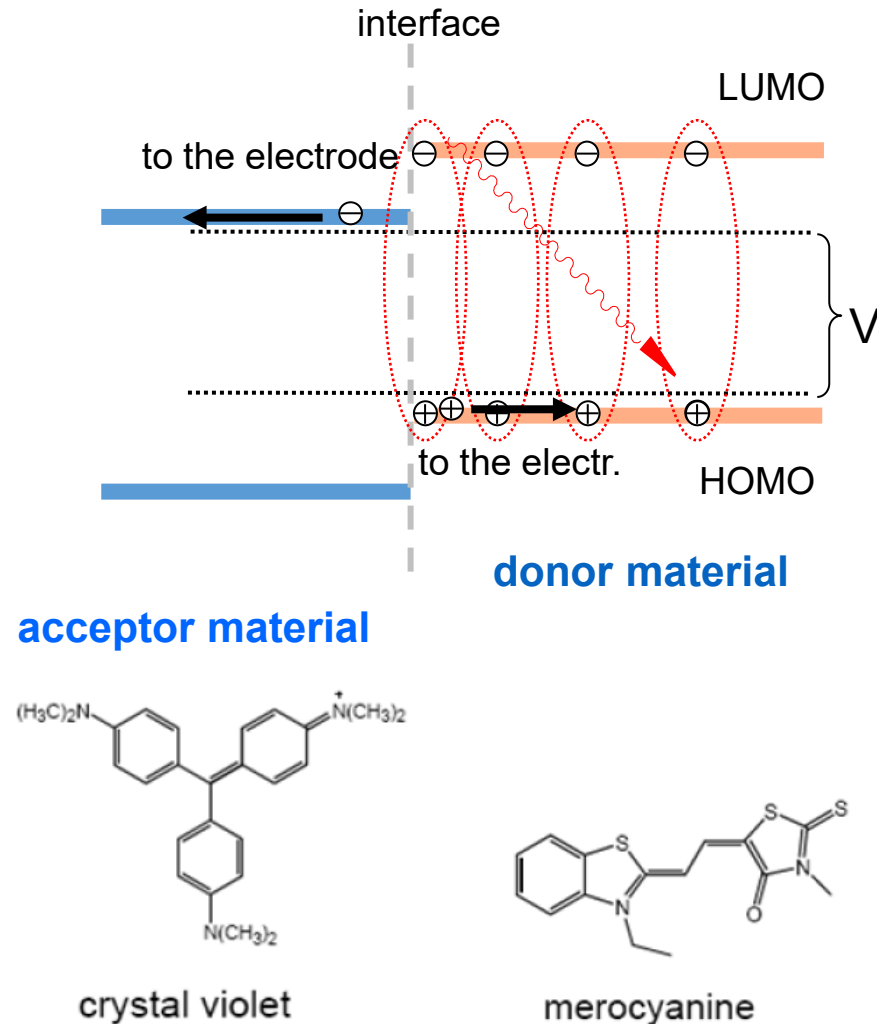 interface
LUMO
to the electrode
V
to the electr.
HOMO
donor material
acceptor material
(H3C)2N
+
N(CH3)2
N(CH3)2
S
N
S
S
N
O
crystal violet
merocyanine